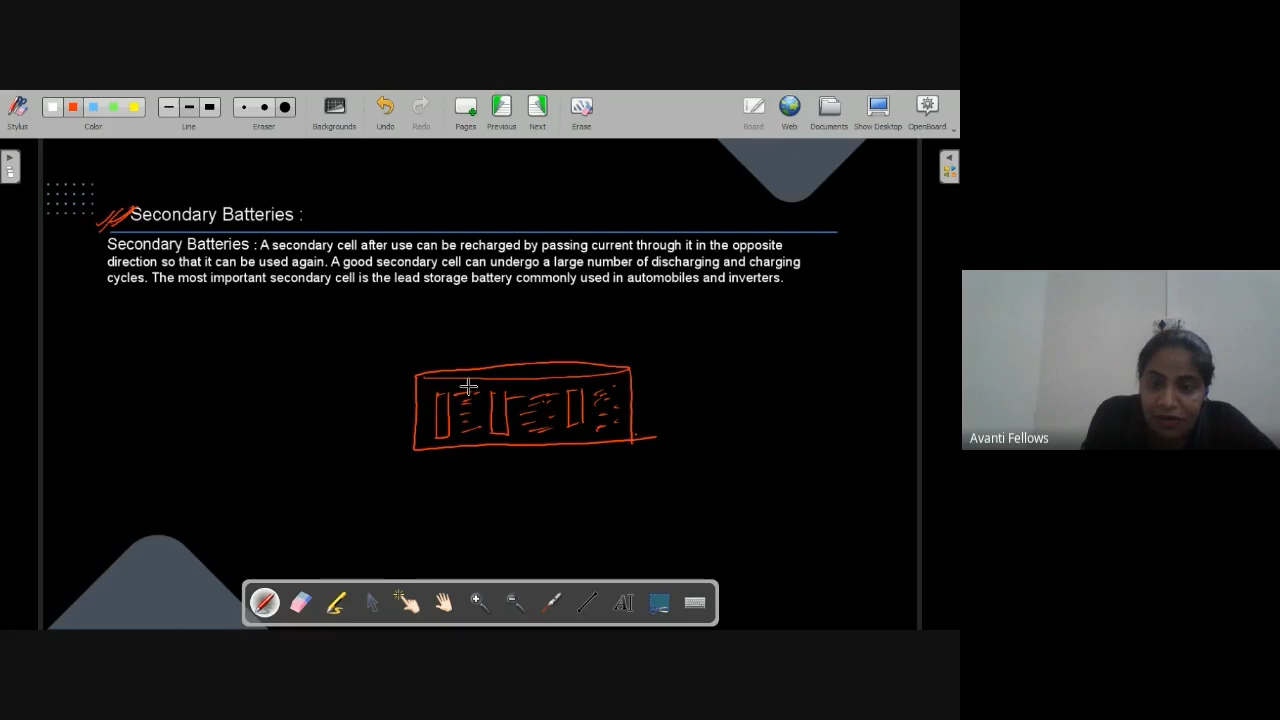 Stylus Color Line Eraser Backgrounds Undo Redo Pages Previous Next Erase Board Web Documents Show Desktop OpenBoard
Secondary Batteries :
Secondary Batteries : A secondary cell after use can be recharged by passing current through it in the opposite
direction so that it can be used again. A good secondary cell can undergo a large number of discharging and charging
cycles. The most important secondary cell is the lead storage battery commonly used in automobiles and inverters.
Avanti Fellows
AI